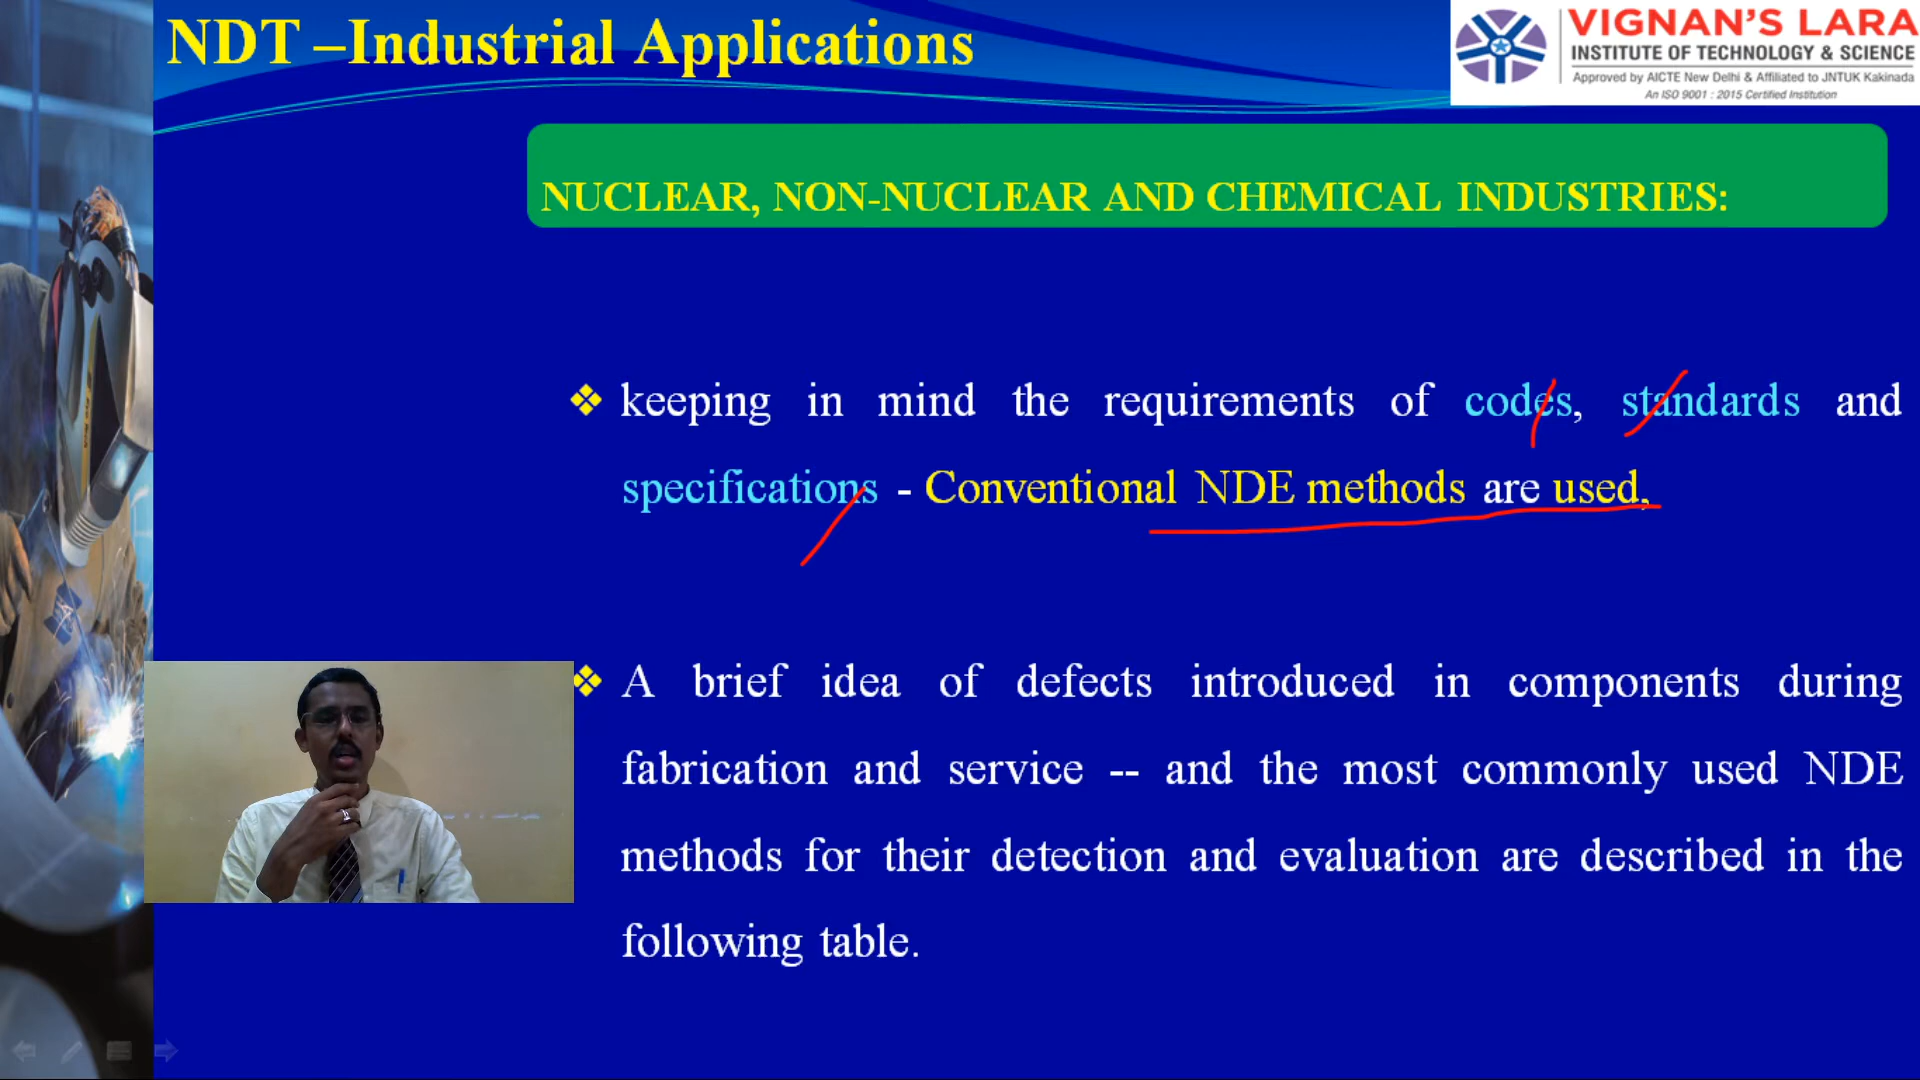 NDT –Industrial Applications
VIGNAN'S LARA
INSTITUTE OF TECHNOLOGY & SCIENCE
Approved by AICTE New Delhi & Affiliated to JNTUK Kakinada
An ISO 9001 : 2015 Certified Institution
NUCLEAR, NON-NUCLEAR AND CHEMICAL INDUSTRIES:
keeping in mind the requirements of codes, standards and
specifications - Conventional NDE methods are used,
A brief idea of defects introduced in components during
fabrication and service -- and the most commonly used NDE
methods for their detection and evaluation are described in the
following table.